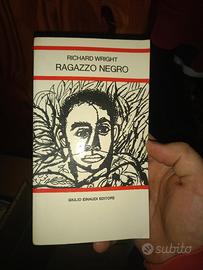 RICHARD WRIGHT
RAGAZZO NEGRO
GIULIO EINAUDI EDITORE
subito